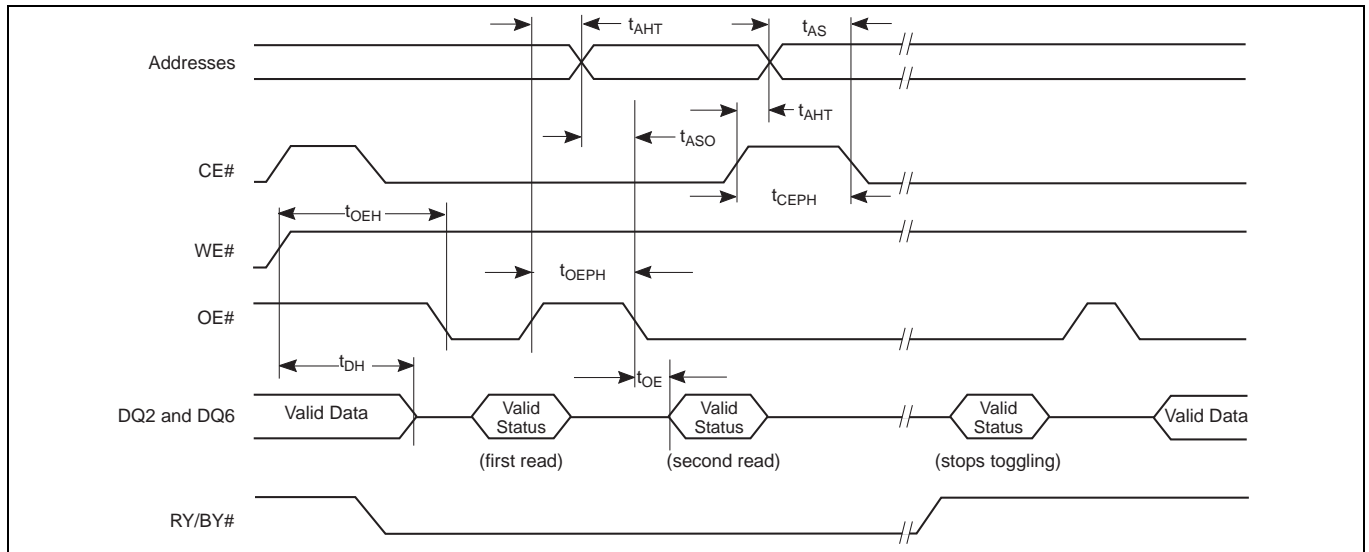 tAHT
tAS
Addresses
tAHT
tASO
CE#
tCEPH
tOEH
WE#
tOEPH
OE#
tDH
tOE
DQ2 and DQ6
Valid Data
Valid
Status
Valid
Status
Valid
Status
Valid Data
(first read)
(second read)
(stops toggling)
RY/BY#